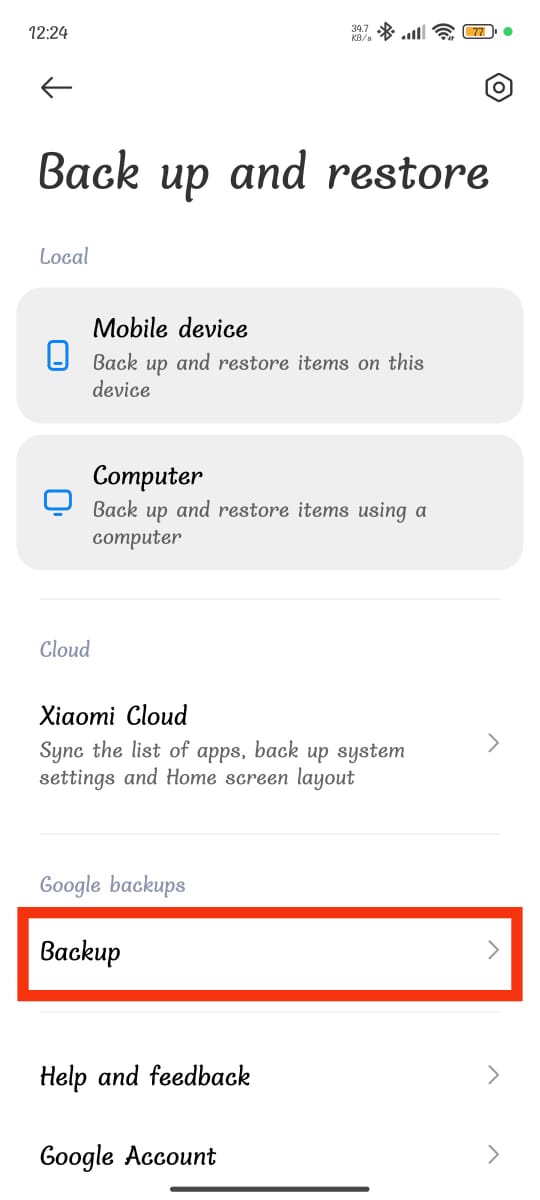 12:24
34.7
KB/s
77
Back up and restore
Local
Mobile device
Back up and restore items on this
device
Computer
Back up and restore items using a
computer
Cloud
Xiaomi Cloud
Sync the list of apps, back up system
settings and Home screen layout
Google backups
Backup
Help and feedback
Google Account